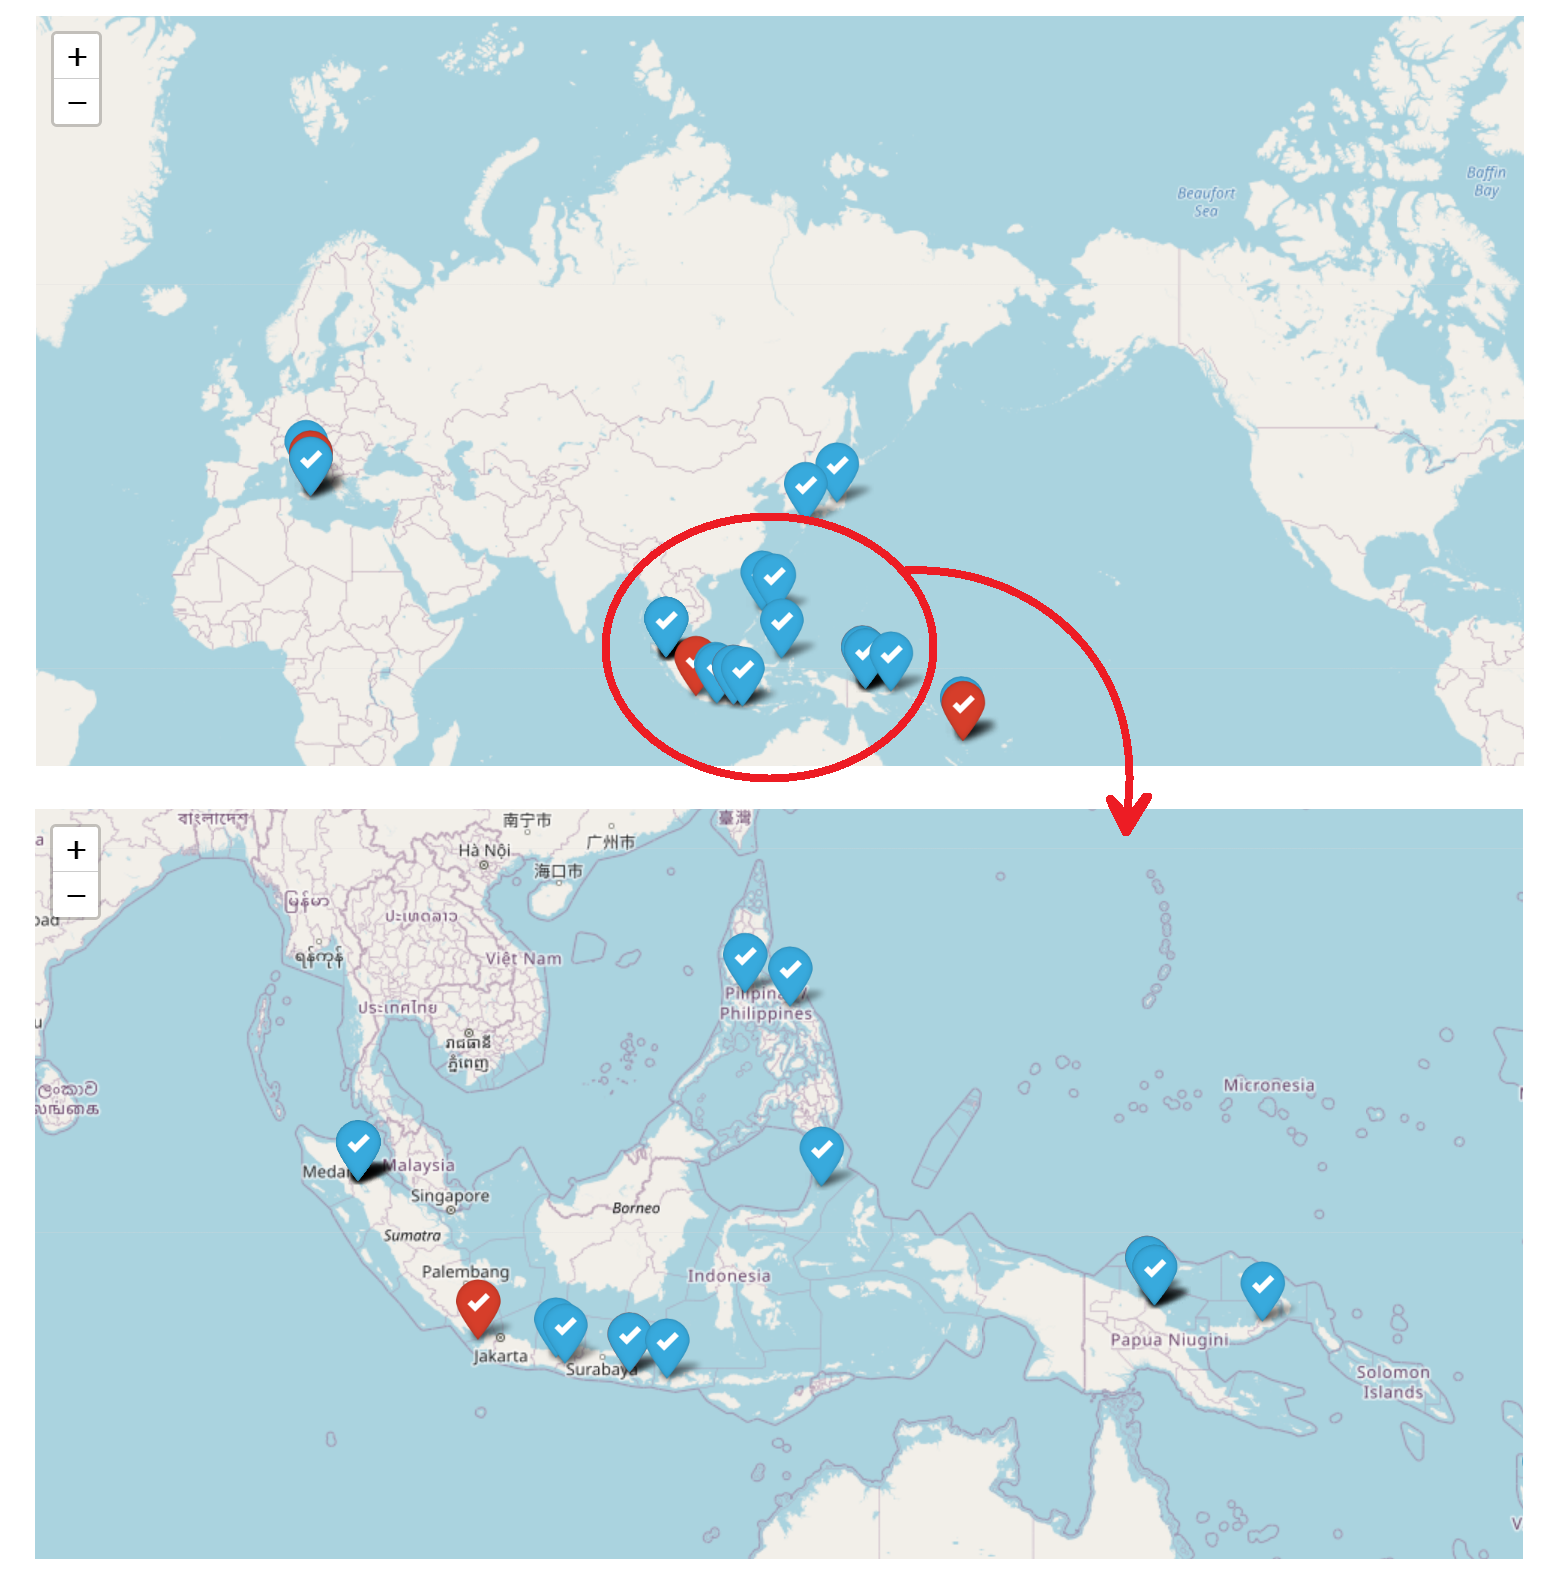 +
−
Beaufort
Sea
Baffin
Bay
+
−
বাংলাদেশ
南宁市
广州市
臺灣
Hà Nội
海口市
မြန်မာ
ປະເທດລາວ
ရန်ကုန်
Việt Nam
ประเทศไทย
Philippines
රාජධානී
ភ្នំពេញ
Micronesia
Malaysia
Singapore
Borneo
Sumatra
Palembang
Indonesia
Jakarta
Surabaya
Papua Niugini
Solomon
Islands